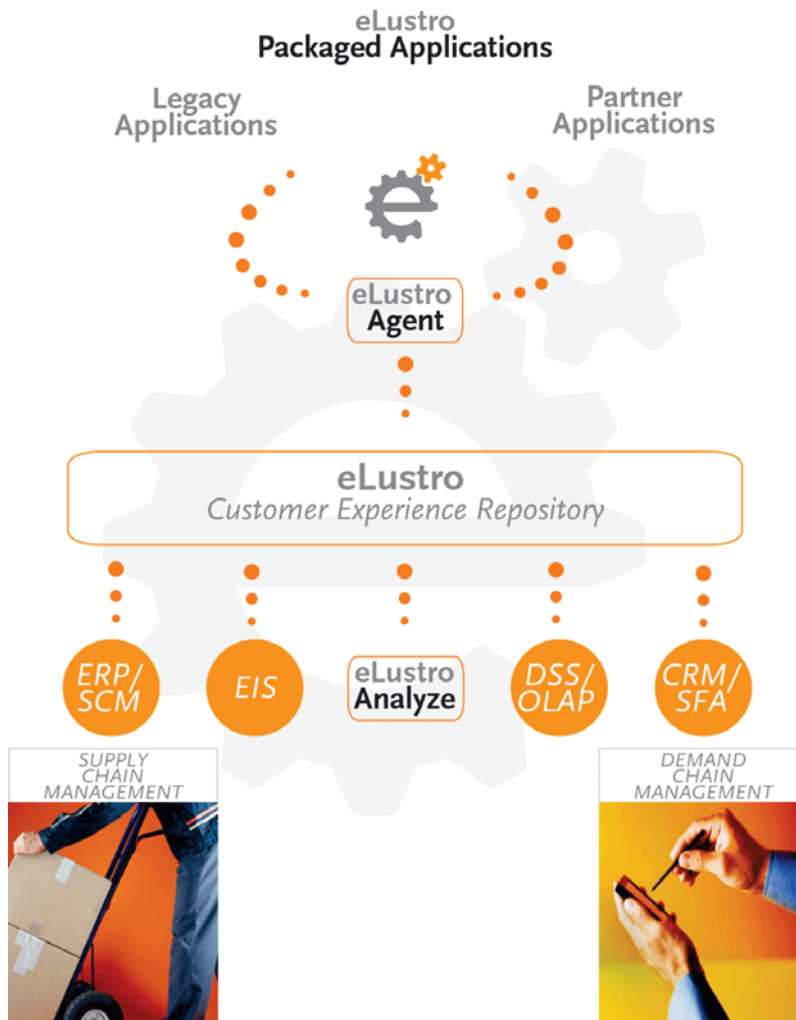 eLustro
Packaged Applications
Legacy
Applications
Partner
Applications
e
eLustro
Agent
eLustro
Customer Experience Repository
ERP/
SCM
EIS
eLustro
Analyze
DSS/
OLAP
CRM/
SFA
SUPPLY
CHAIN
MANAGEMENT
DEMAND
CHAIN
MANAGEMENT